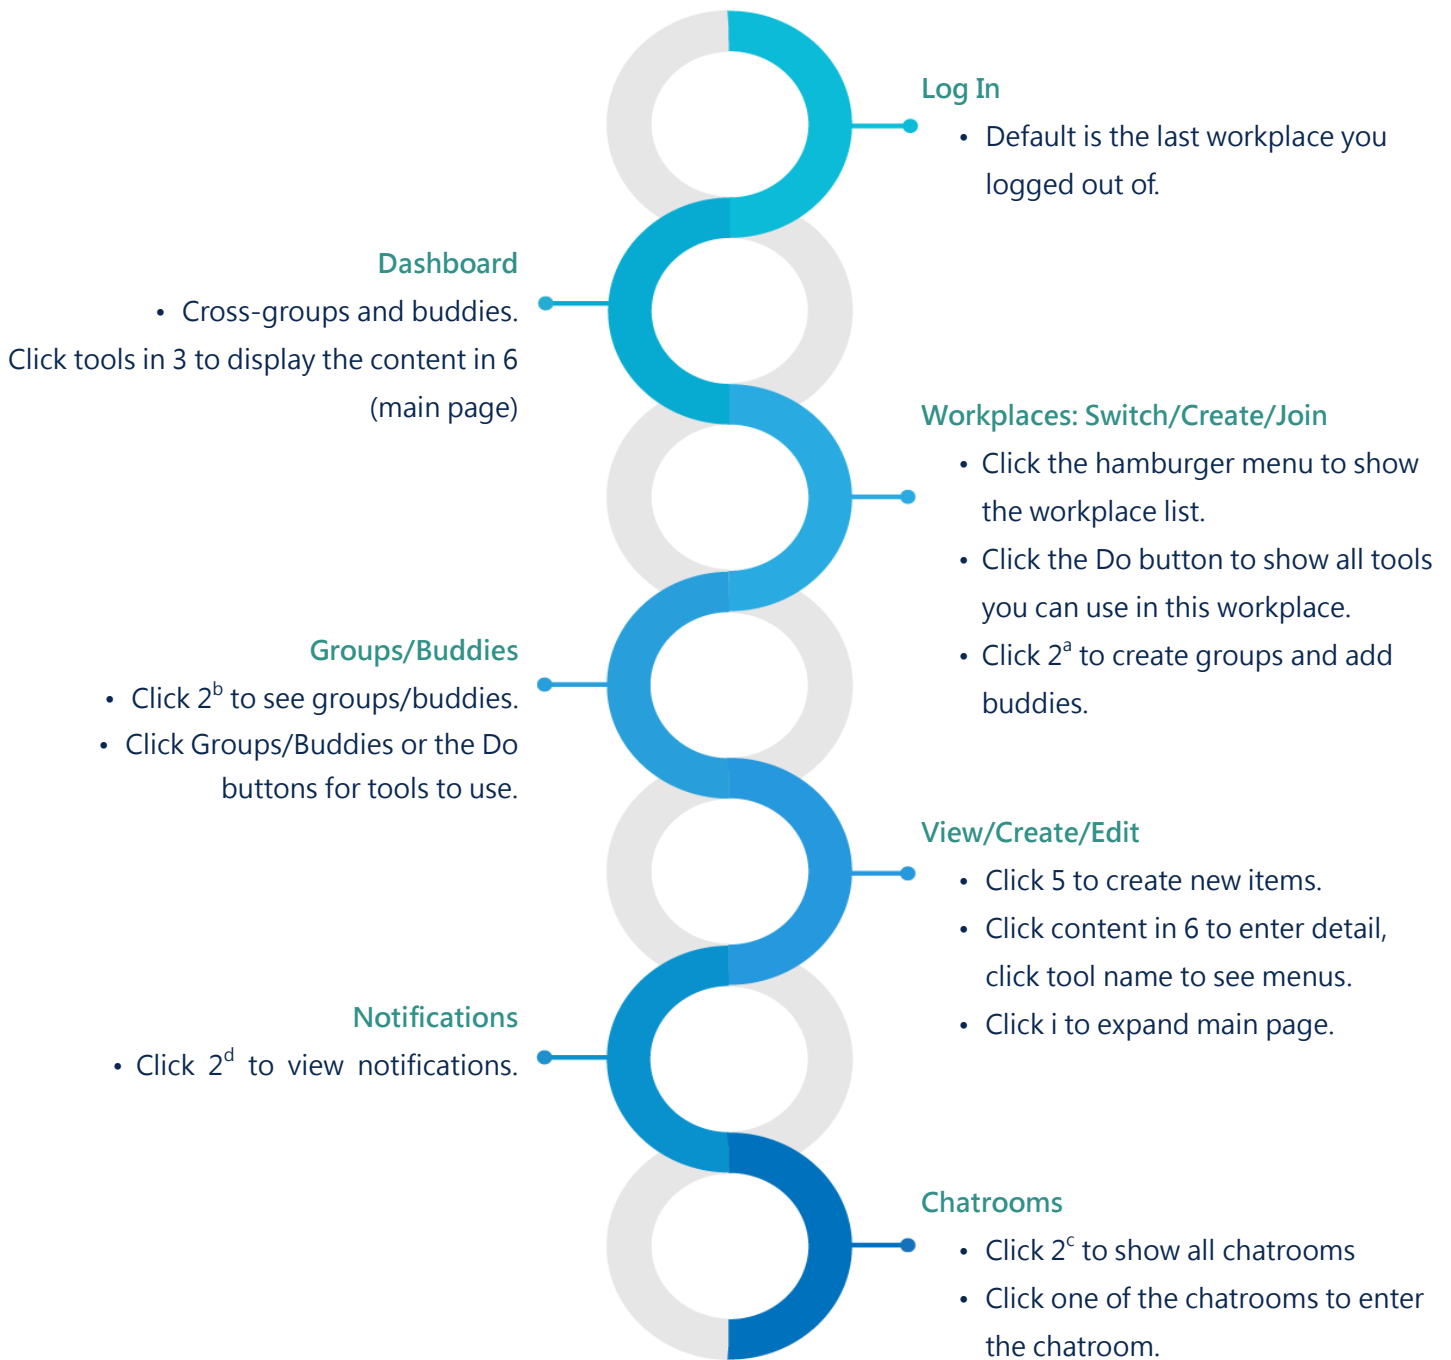 Log In
• Default is the last workplace you
logged out of.
Dashboard
• Cross-groups and buddies.
Click tools in 3 to display the content in 6
(main page)
Workplaces: Switch/Create/Join
• Click the hamburger menu to show
the workplace list.
• Click the Do button to show all tools
you can use in this workplace.
• Click 2ᵃ to create groups and add
buddies.
Groups/Buddies
• Click 2ᵇ to see groups/buddies.
• Click Groups/Buddies or the Do
buttons for tools to use.
View/Create/Edit
• Click 5 to create new items.
• Click content in 6 to enter detail,
click tool name to see menus.
• Click i to expand main page.
Notifications
• Click 2ᵈ to view notifications.
Chatrooms
• Click 2ᶜ to show all chatrooms
• Click one of the chatrooms to enter
the chatroom.